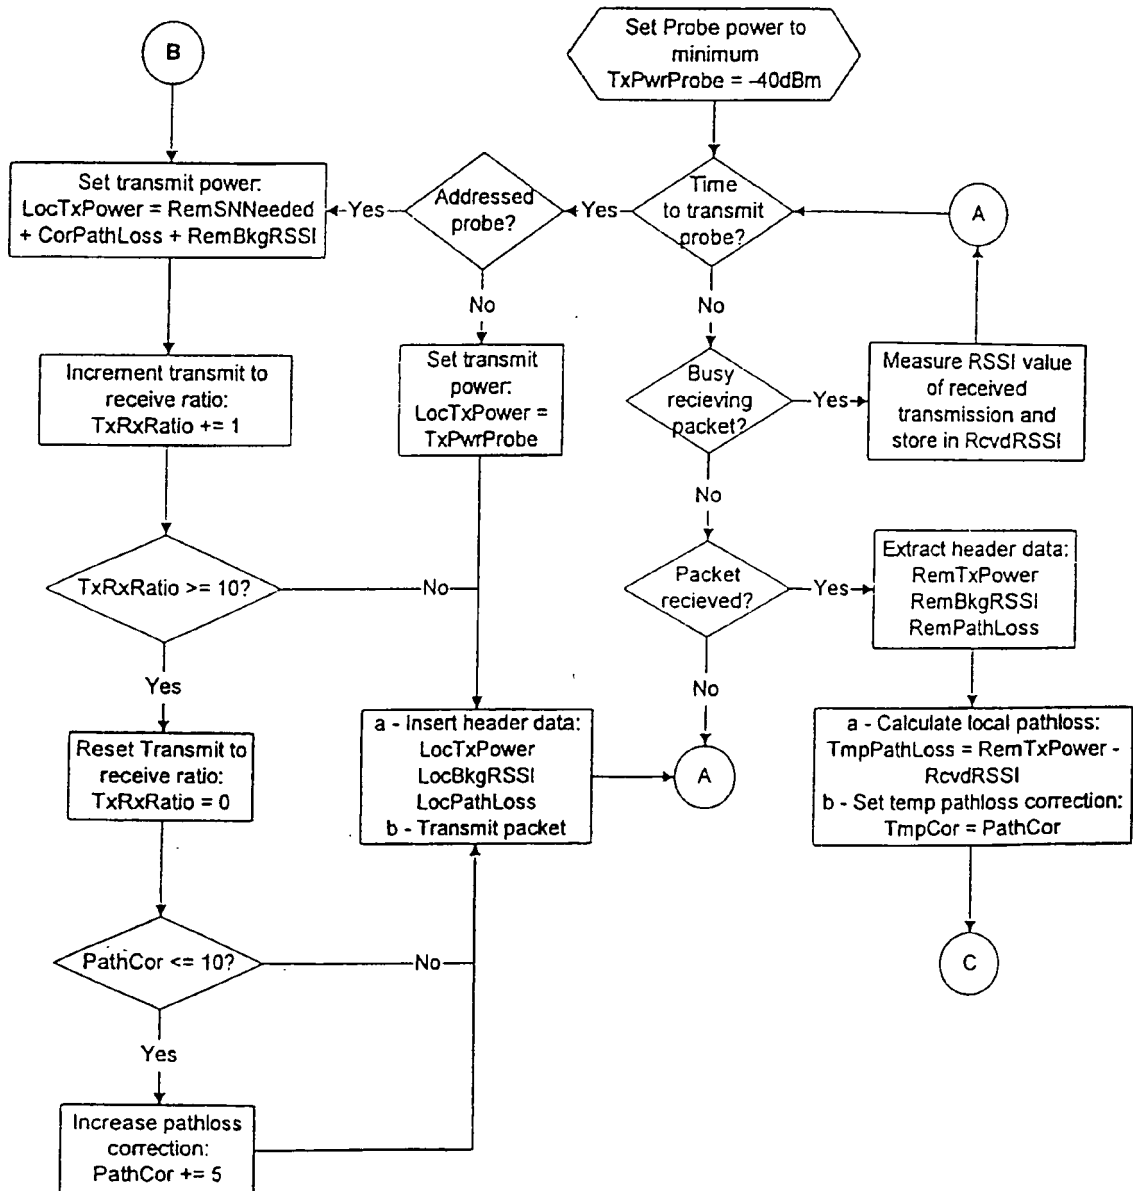 B
Set Probe power to
minimum
TxPwrProbe = -40dBm
Set transmit power:
LocTxPower = RemSNNeeded
+ CorPathLoss + RemBkgRSSI
Yes
Addressed
probe?
Yes
Time
to transmit
probe?
A
No
No
Increment transmit to
receive ratio:
TxRxRatio += 1
Set transmit
power:
LocTxPower =
TxPwrProbe
Busy
recieving
packet?
Yes
Measure RSSI value
of received
transmission and
store in RcvdRSSI
No
TxRxRatio >= 10?
No
Packet
recieved?
Yes
Extract header data:
RemTxPower
RemBkgRSSI
RemPathLoss
Yes
No
Reset Transmit to
receive ratio:
TxRxRatio = 0
a - Insert header data:
LocTxPower
LocBkgRSSI
LocPathLoss
b - Transmit packet
A
a - Calculate local pathloss:
TmpPathLoss = RemTxPower -
RcvdRSSI
b - Set temp pathloss correction:
TmpCor = PathCor
PathCor <= 10?
No
C
Yes
Increase pathloss
correction:
PathCor += 5